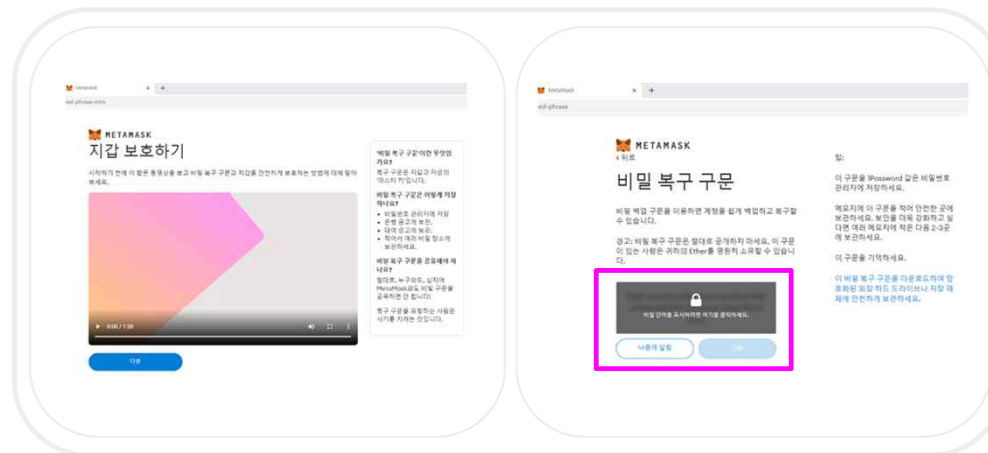 MetaMask
ed-phrase-intro
METAMASK
지갑 보호하기
시작하기 전에 이 짧은 동영상을 보고 비밀 복구 구문과 지갑을 안전하게 보호하는 방법에 대해 알아
보세요.
0:00 / 1:35
다음
'비밀 복구 구문'이란 무엇인
가요?
복구 구문은 지갑과 자금의
'마스터 키'입니다.
비밀 복구 구문은 어떻게 저장
하나요?
• 비밀번호 관리자에 저장
• 은행 금고에 보관.
• 대여 금고에 보관.
• 적어서 여러 비밀 장소에
보관하세요.
비밀 복구 구문을 공유해야 하
나요?
절대로, 누구와도, 심지어
MetaMask와도 비밀 구문을
공유하면 안 됩니다!
복구 구문을 요청하는 사람은
사기를 치려는 것입니다.
MetaMask
ed-phrase
METAMASK
< 뒤로
비밀 복구 구문
비밀 백업 구문을 이용하면 계정을 쉽게 백업하고 복구할
수 있습니다.
경고: 비밀 복구 구문은 절대로 공개하지 마세요. 이 구문
이 있는 사람은 귀하의 Ether를 영원히 소유할 수 있습니
다.
비밀 단어를 표시하려면 여기를 클릭하세요.
나중에 알림
다음
팁:
이 구문을 1Password 같은 비밀번호
관리자에 저장하세요.
메모지에 이 구문을 적어 안전한 곳에
보관하세요. 보안을 더욱 강화하고 싶
다면 여러 메모지에 적은 다음 2~3곳
에 보관하세요.
이 구문을 기억하세요.
이 비밀 복구 구문을 다운로드하여 암
호화된 외장 하드 드라이브나 저장 매
체에 안전하게 보관하세요.